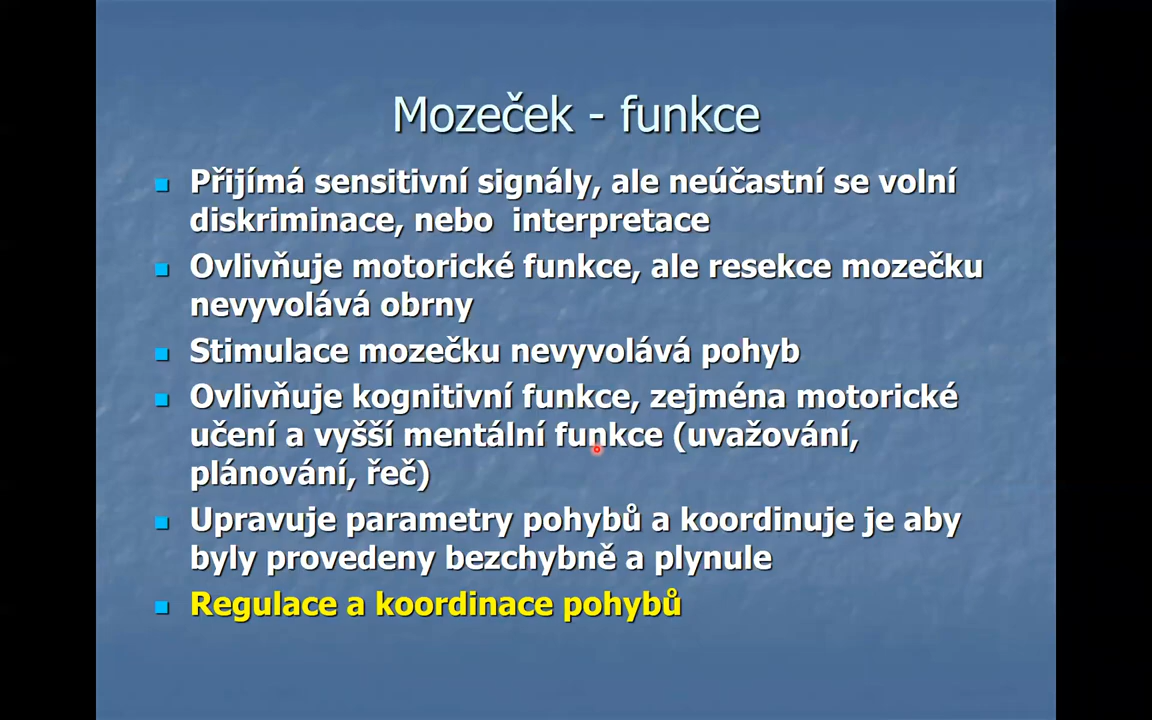 Mozeček - funkce
Přijímá sensitivní signály, ale neúčastní se volní
diskriminace, nebo  interpretace
Ovlivňuje motorické funkce, ale resekce mozečku
nevyvolává obrny
Stimulace mozečku nevyvolává pohyb
Ovlivňuje kognitivní funkce, zejména motorické
učení a vyšší mentální funkce (uvažování,
plánování, řeč)
Upravuje parametry pohybů a koordinuje je aby
byly provedeny bezchybně a plynule
Regulace a koordinace pohybů